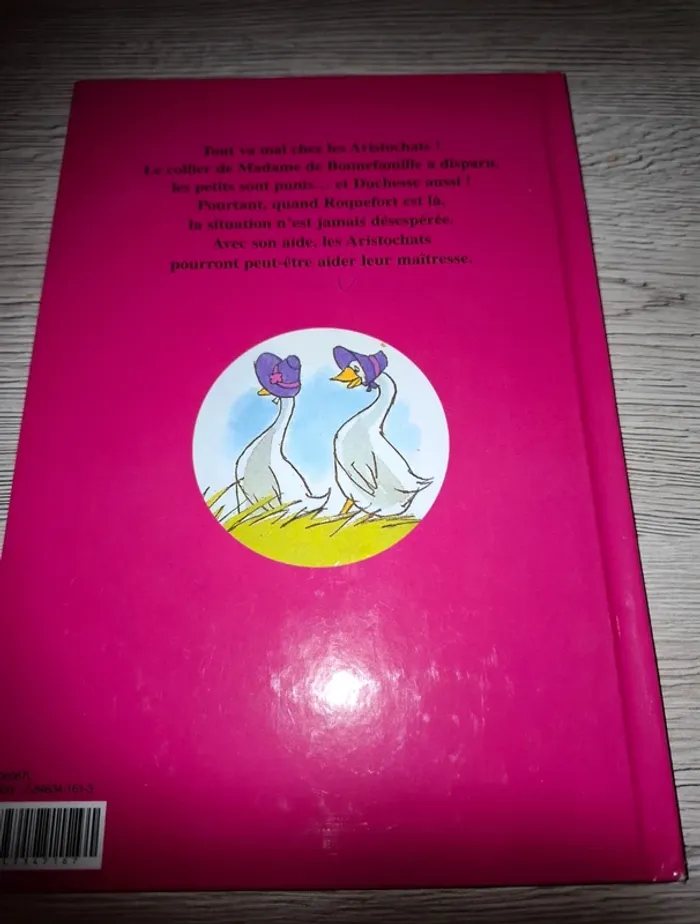 Tout va mal chez les Aristochats !
Le collier de Madame de Bonnefamille a disparu,
les petits sont punis... et Duchesse aussi !
Pourtant, quand Roquefort est là,
la situation n'est jamais désespérée.
Avec son aide, les Aristochats
pourront peut-être aider leur maîtresse.